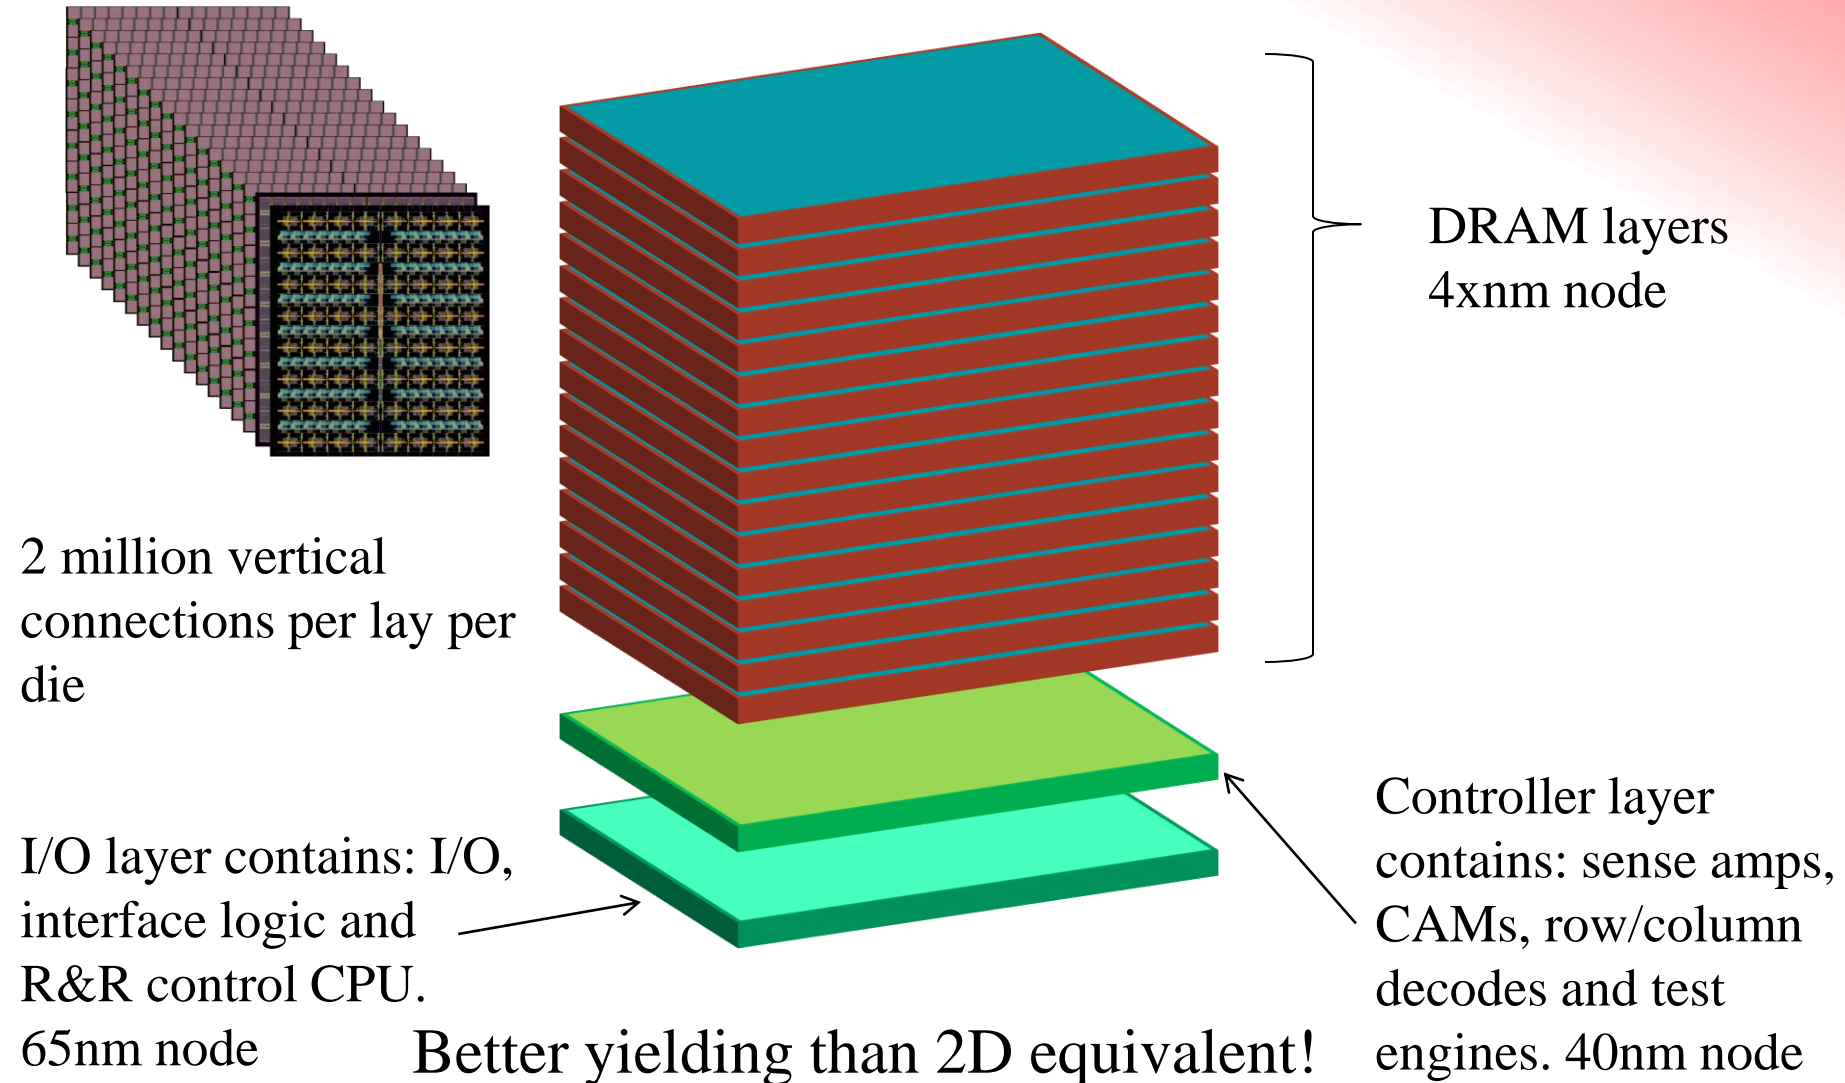 DRAM layers
4xnm node
2 million vertical
connections per lay per
die
I/O layer contains: I/O,
interface logic and
R&R control CPU.
65nm node
Controller layer
contains: sense amps,
CAMs, row/column
decodes and test
engines. 40nm node
Better yielding than 2D equivalent!